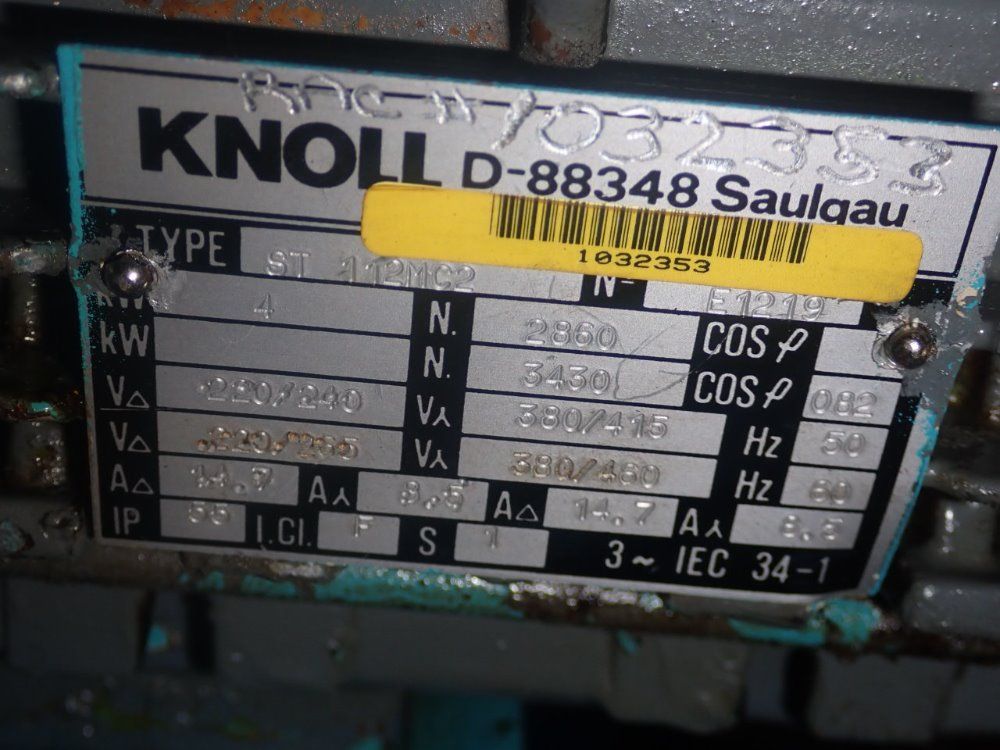 RAC #1032353
KNOLL D-88348 Saulgau
1032353
TYPE ST 112MC2 Nº E1219
kW 4 N. 2860 COS φ
kW N. 3430 COS φ 082
V△ 220/240 V⅄ 380/415 Hz 50
V△ 220/265 V⅄ 380/460 Hz 60
A△ 14.7 A⅄ 8,5 A△ 14.7 A⅄ 8.5
IP 55 I.Cl. F S 1 3~ IEC 34-1